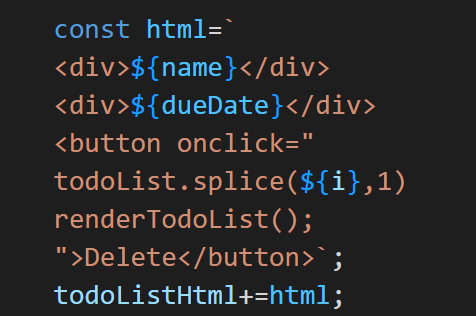 const html=`
<div>${name}</div>
<div>${dueDate}</div>
<button onclick="
todoList.splice(${i},1)
renderTodoList();
">Delete</button>`;
todoListHtml+=html;